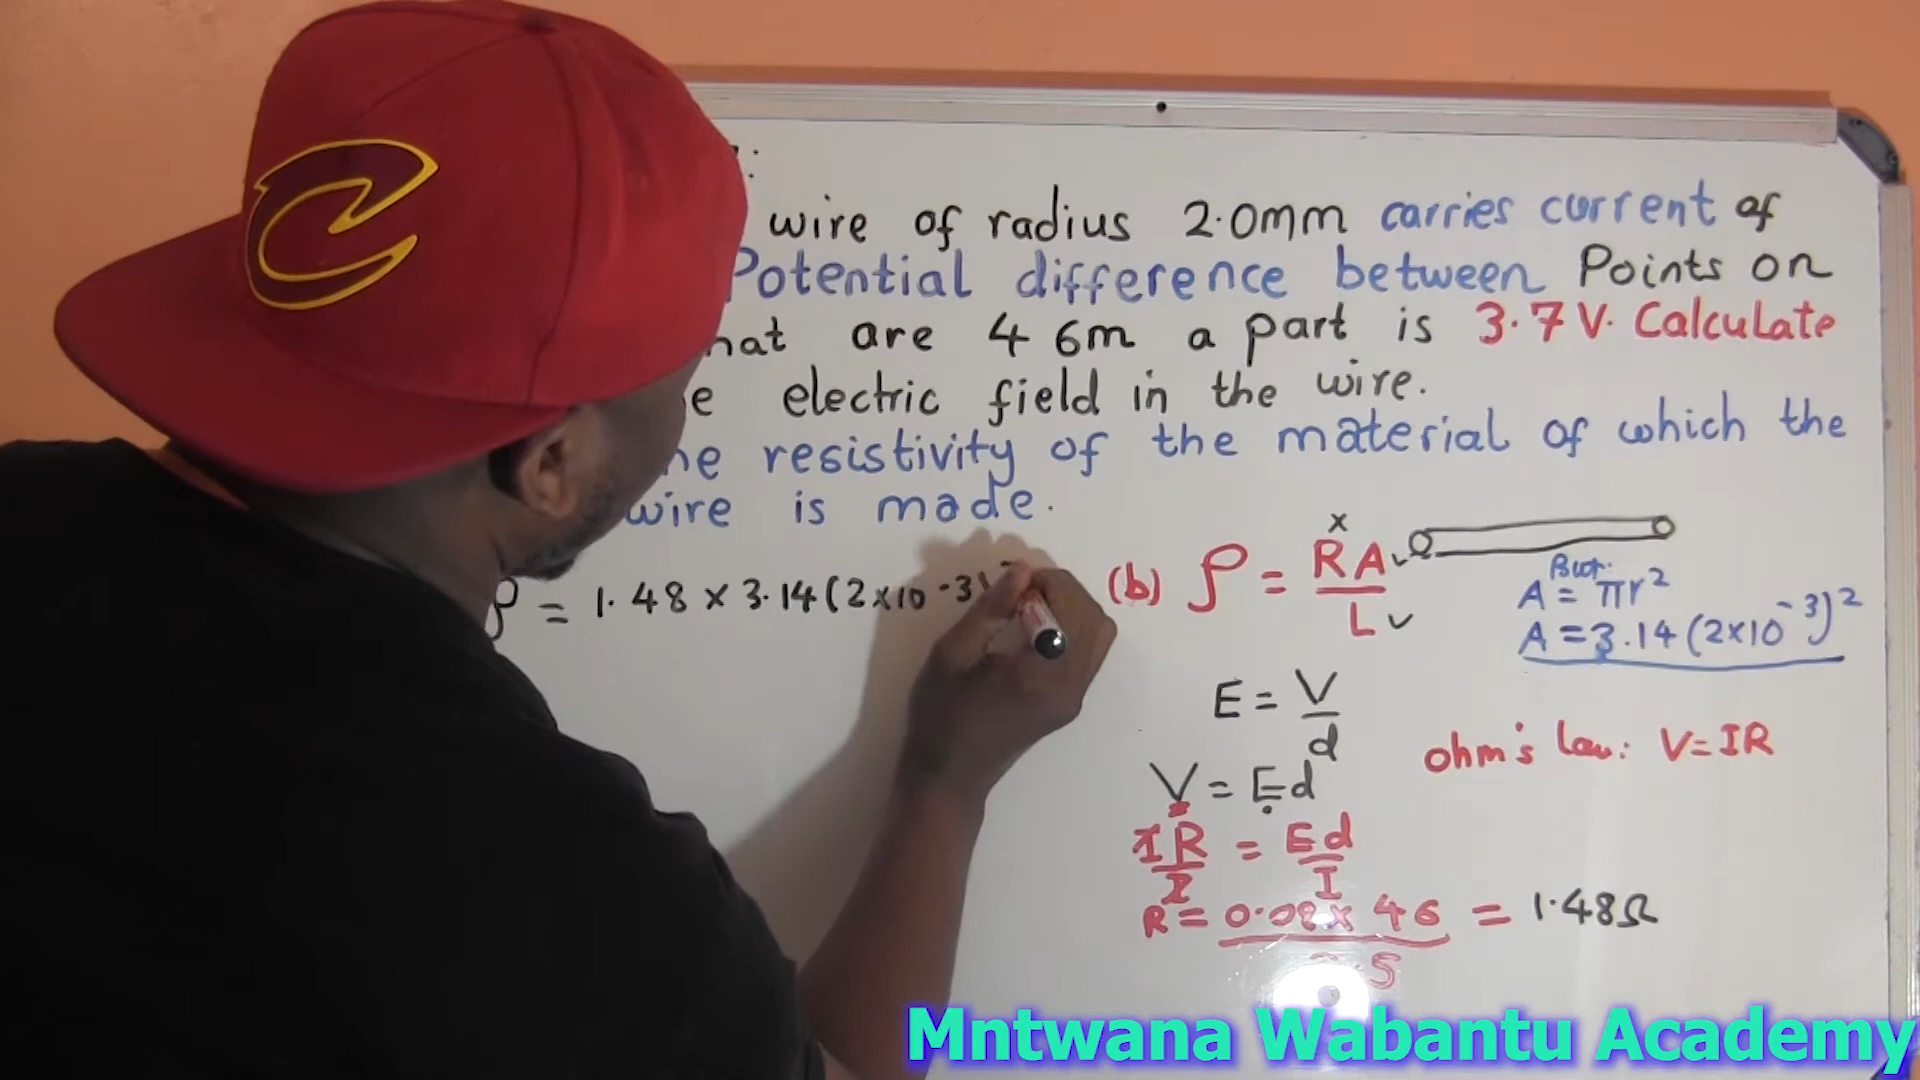 wire of radius 2.0mm carries current of
Potential difference between Points on
are 46m a part is 3.7V. Calculate
electric field in the wire.
resistivity of the material of which the
wire is made.
ρ = 1.48 × 3.14 (2×10 -3)
(b) ρ = RA / L
A = πr²
A = 3.14 (2×10⁻³)²
E = V / d
ohm's law: V = IR
V = Ed
IR / I = Ed / I
R = 0.08 × 46 = 1.48Ω
Mntwana Wabantu Academy
C